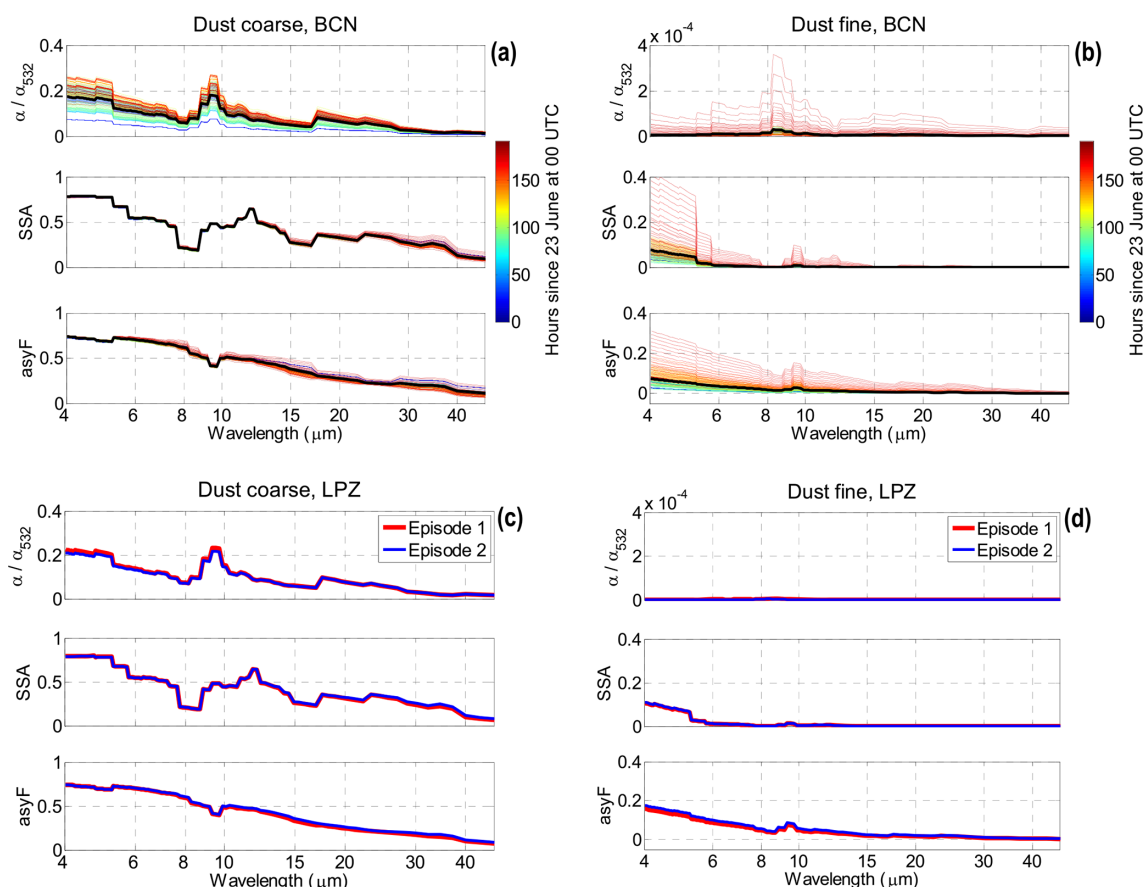 Dust coarse, BCN
(a)
α / α532
0.4
0.2
0
SSA
1
0.5
0
asyF
1
0.5
0
4 6 8 10 15 20 30 40
Wavelength (μm)
150
100
50
0
Hours since 23 June at 00 UTC
Dust fine, BCN
(b)
x 10-4
α / α532
4
2
0
SSA
0.4
0.2
0
asyF
0.4
0.2
0
4 6 8 10 15 20 30 40
Wavelength (μm)
150
100
50
0
Hours since 23 June at 00 UTC
Dust coarse, LPZ
(c)
Episode 1
Episode 2
α / α532
0.4
0.2
0
SSA
1
0.5
0
asyF
1
0.5
0
4 6 8 10 15 20 30 40
Wavelength (μm)
Dust fine, LPZ
(d)
x 10-4
Episode 1
Episode 2
α / α532
4
2
0
SSA
0.4
0.2
0
asyF
0.4
0.2
0
4 6 8 10 15 20 30 40
Wavelength (μm)